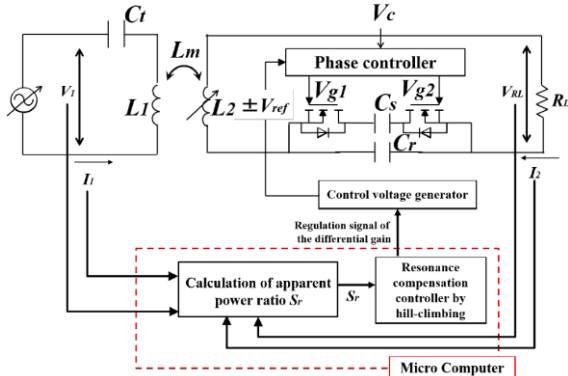 Ct
Vc
Lm
Phase controller
V1
L1
L2
±Vref
Vg1
Cs
Vg2
VRL
RL
Cr
I1
I2
Control voltage generator
Regulation signal of
the differential gain
Calculation of apparent
power ratio Sr
Sr
Resonance
compensation
controller by
hill-climbing
Micro Computer